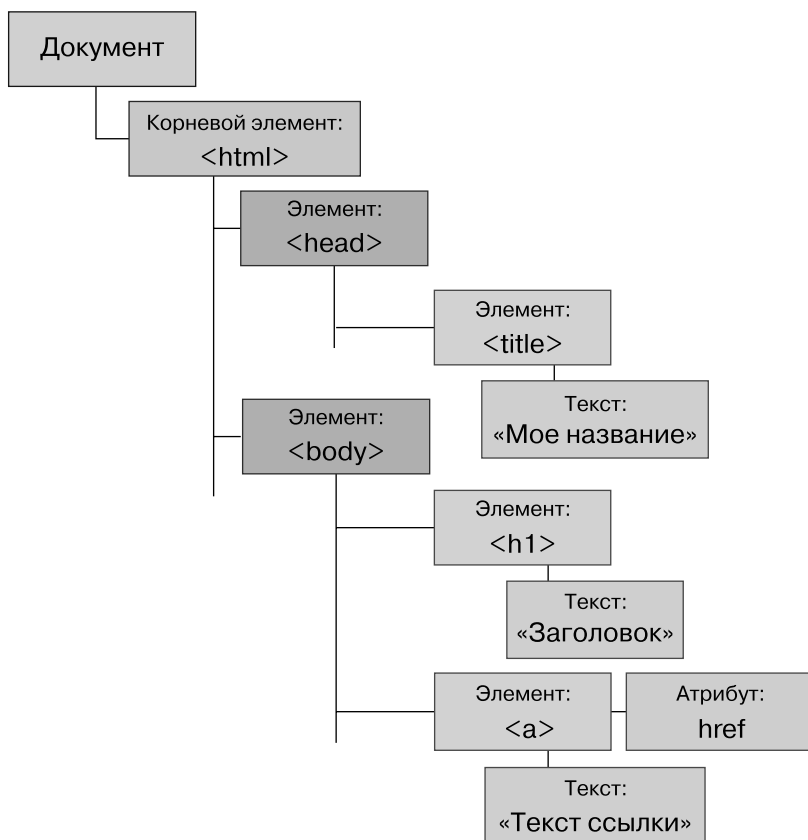 Документ
Корневой элемент:
<html>
Элемент:
<head>
Элемент:
<title>
Текст:
«Мое название»
Элемент:
<body>
Элемент:
<h1>
Текст:
«Заголовок»
Элемент:
<a>
Атрибут:
href
Текст:
«Текст ссылки»